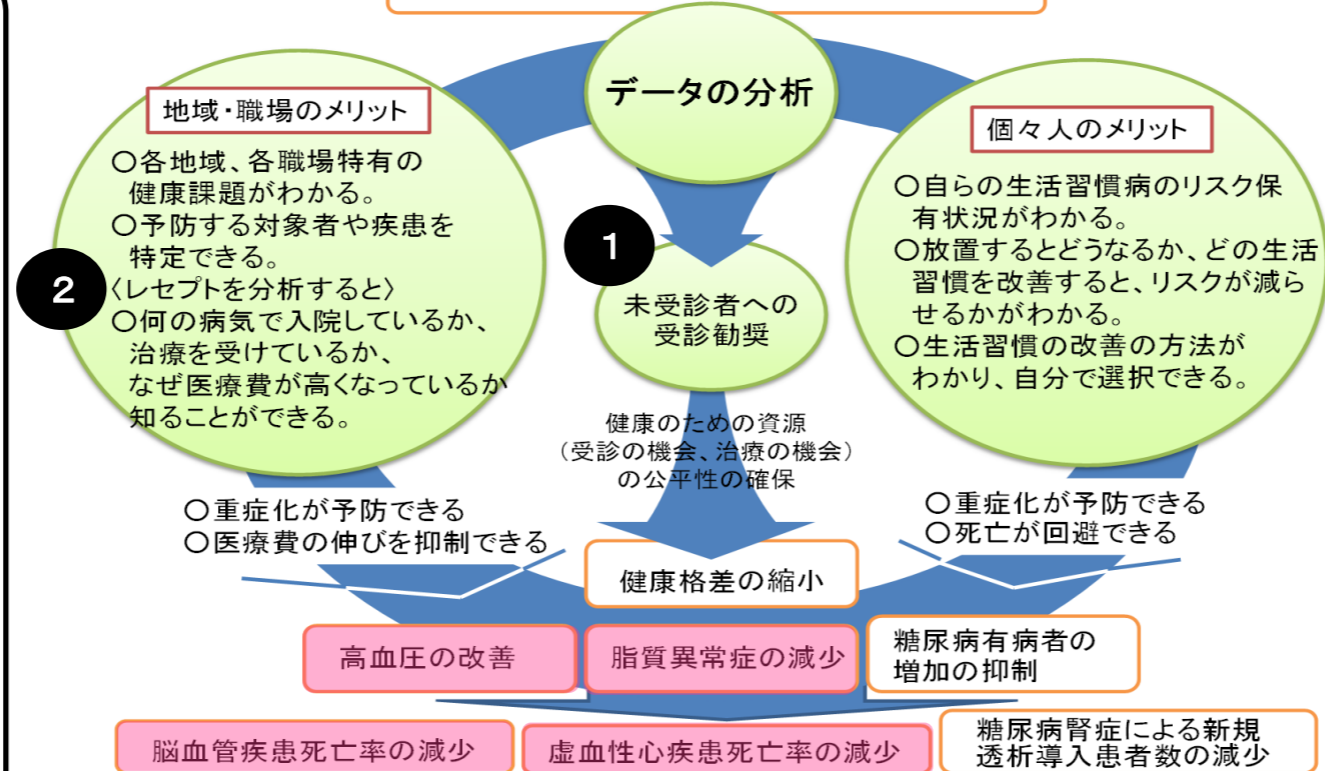 データの分析
地域・職場のメリット
○各地域、各職場特有の
健康課題がわかる。
○予防する対象者や疾患を
特定できる。
〈レセプトを分析すると〉
○何の病気で入院しているか、
治療を受けているか、
なぜ医療費が高くなっているか
知ることができる。
2
1
未受診者への
受診勧奨
個々人のメリット
○自らの生活習慣病のリスク保
有状況がわかる。
○放置するとどうなるか、どの生活
習慣を改善すると、リスクが減ら
せるかがわかる。
○生活習慣の改善の方法が
わかり、自分で選択できる。
健康のための資源
（受診の機会、治療の機会）
の公平性の確保
○重症化が予防できる
○医療費の伸びを抑制できる
○重症化が予防できる
○死亡が回避できる
健康格差の縮小
高血圧の改善
脂質異常症の減少
糖尿病有病者の
増加の抑制
脳血管疾患死亡率の減少
虚血性心疾患死亡率の減少
糖尿病腎症による新規
透析導入患者数の減少